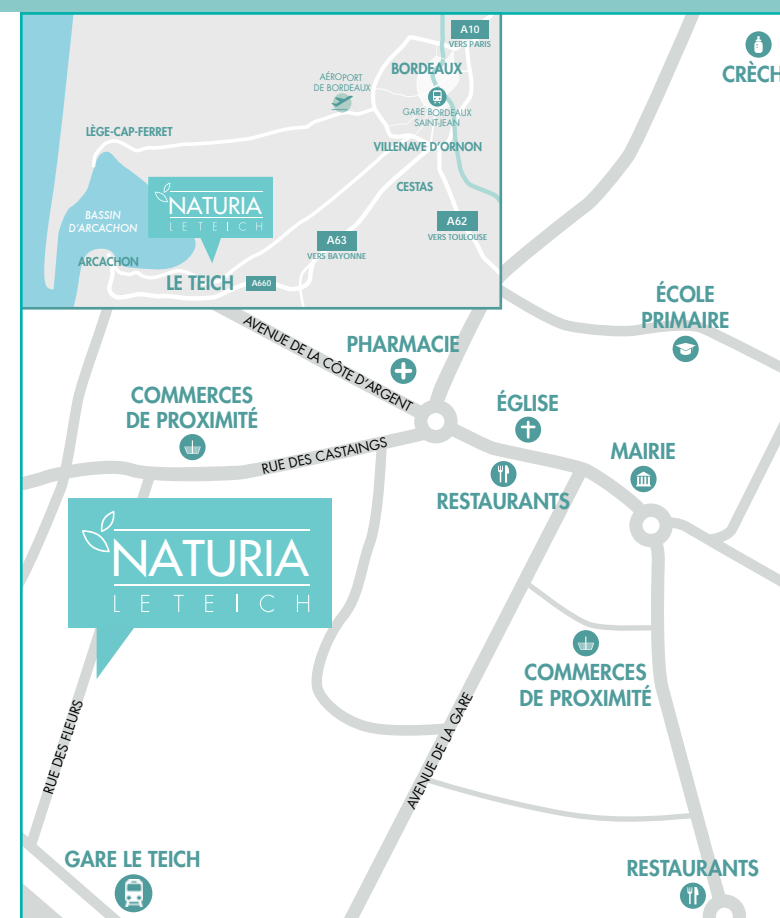 A10
VERS PARIS
BORDEAUX
AÉROPORT
DE BORDEAUX
GARE BORDEAUX
SAINT-JEAN
LÈGE-CAP-FERRET
VILLENAVE D'ORNON
CESTAS
NATURIA
LE TEICH
BASSIN
D'ARCACHON
A62
VERS TOULOUSE
A63
VERS BAYONNE
ARCACHON
LE TEICH
A660
CRÈCH
ÉCOLE
PRIMAIRE
AVENUE DE LA CÔTE D'ARGENT
PHARMACIE
COMMERCES
DE PROXIMITÉ
ÉGLISE
RUE DES CASTAINGS
MAIRIE
RESTAURANTS
NATURIA
LE TEICH
COMMERCES
DE PROXIMITÉ
RUE DES FLEURS
AVENUE DE LA GARE
GARE LE TEICH
RESTAURANTS